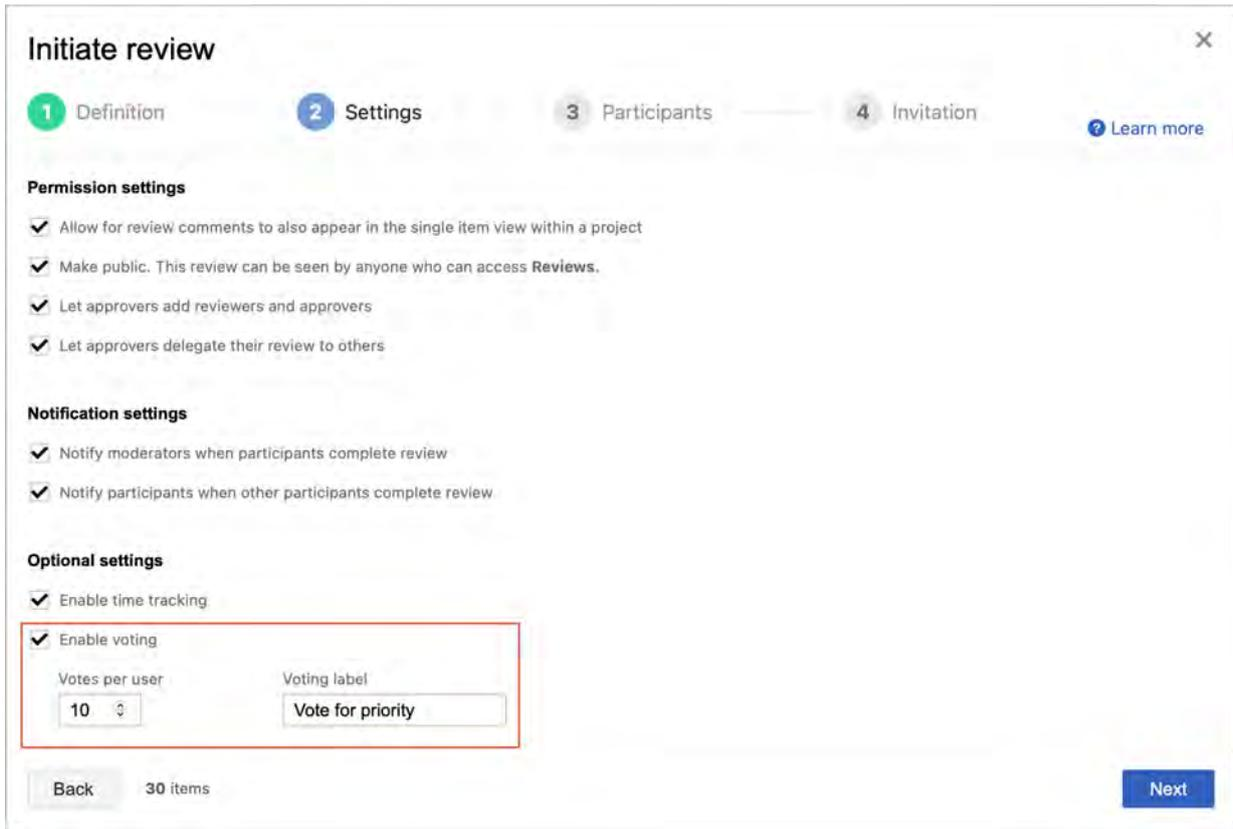 Initiate review
1 Definition 2 Settings 3 Participants 4 Invitation
? Learn more
Permission settings
Allow for review comments to also appear in the single item view within a project
Make public. This review can be seen by anyone who can access Reviews.
Let approvers add reviewers and approvers
Let approvers delegate their review to others
Notification settings
Notify moderators when participants complete review
Notify participants when other participants complete review
Optional settings
Enable time tracking
Enable voting
Votes per user Voting label
10 Vote for priority
Back 30 items Next